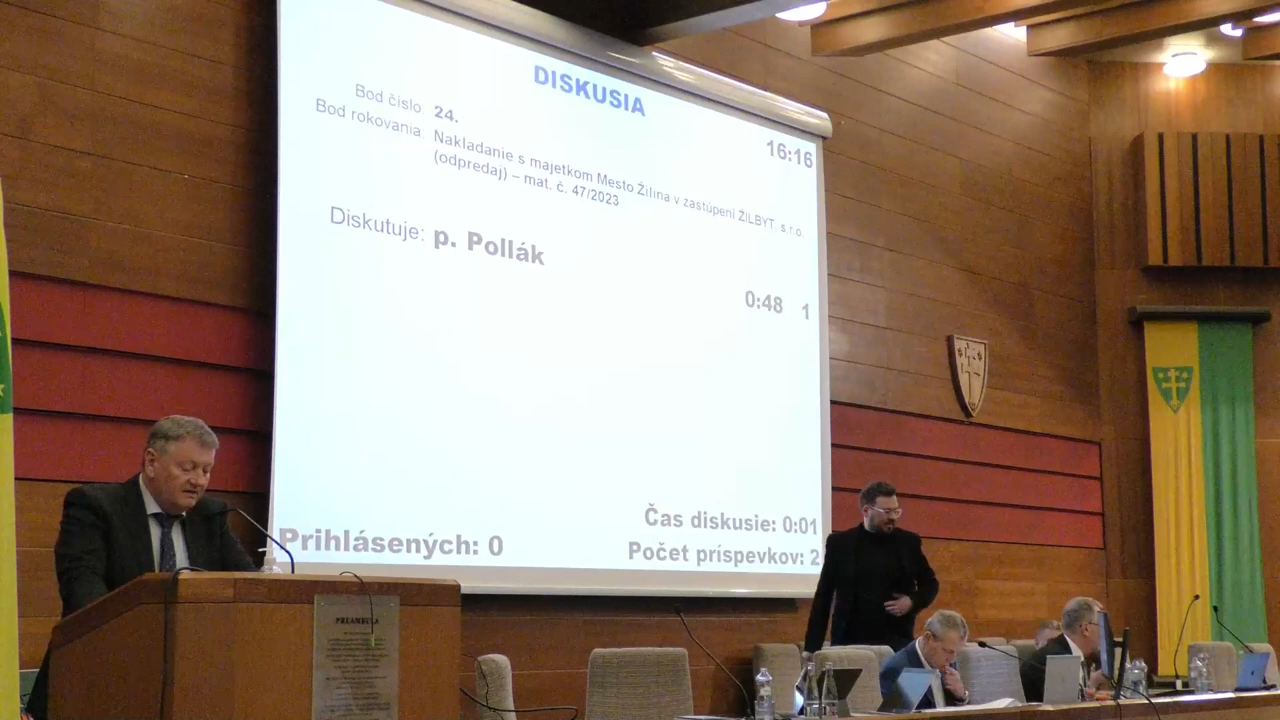 DISKUSIA
16:16
Bod číslo: 24.
Bod rokovania: Nakladanie s majetkom Mesto Žilina v zastúpení ŽILBYT, s.r.o.
(odpredaj) – mat. č. 47/2023
Diskutuje: p. Pollák
0:48 1
Čas diskusie: 0:01
Prihlásených: 0
Počet príspevkov: 2
PREAMBULA